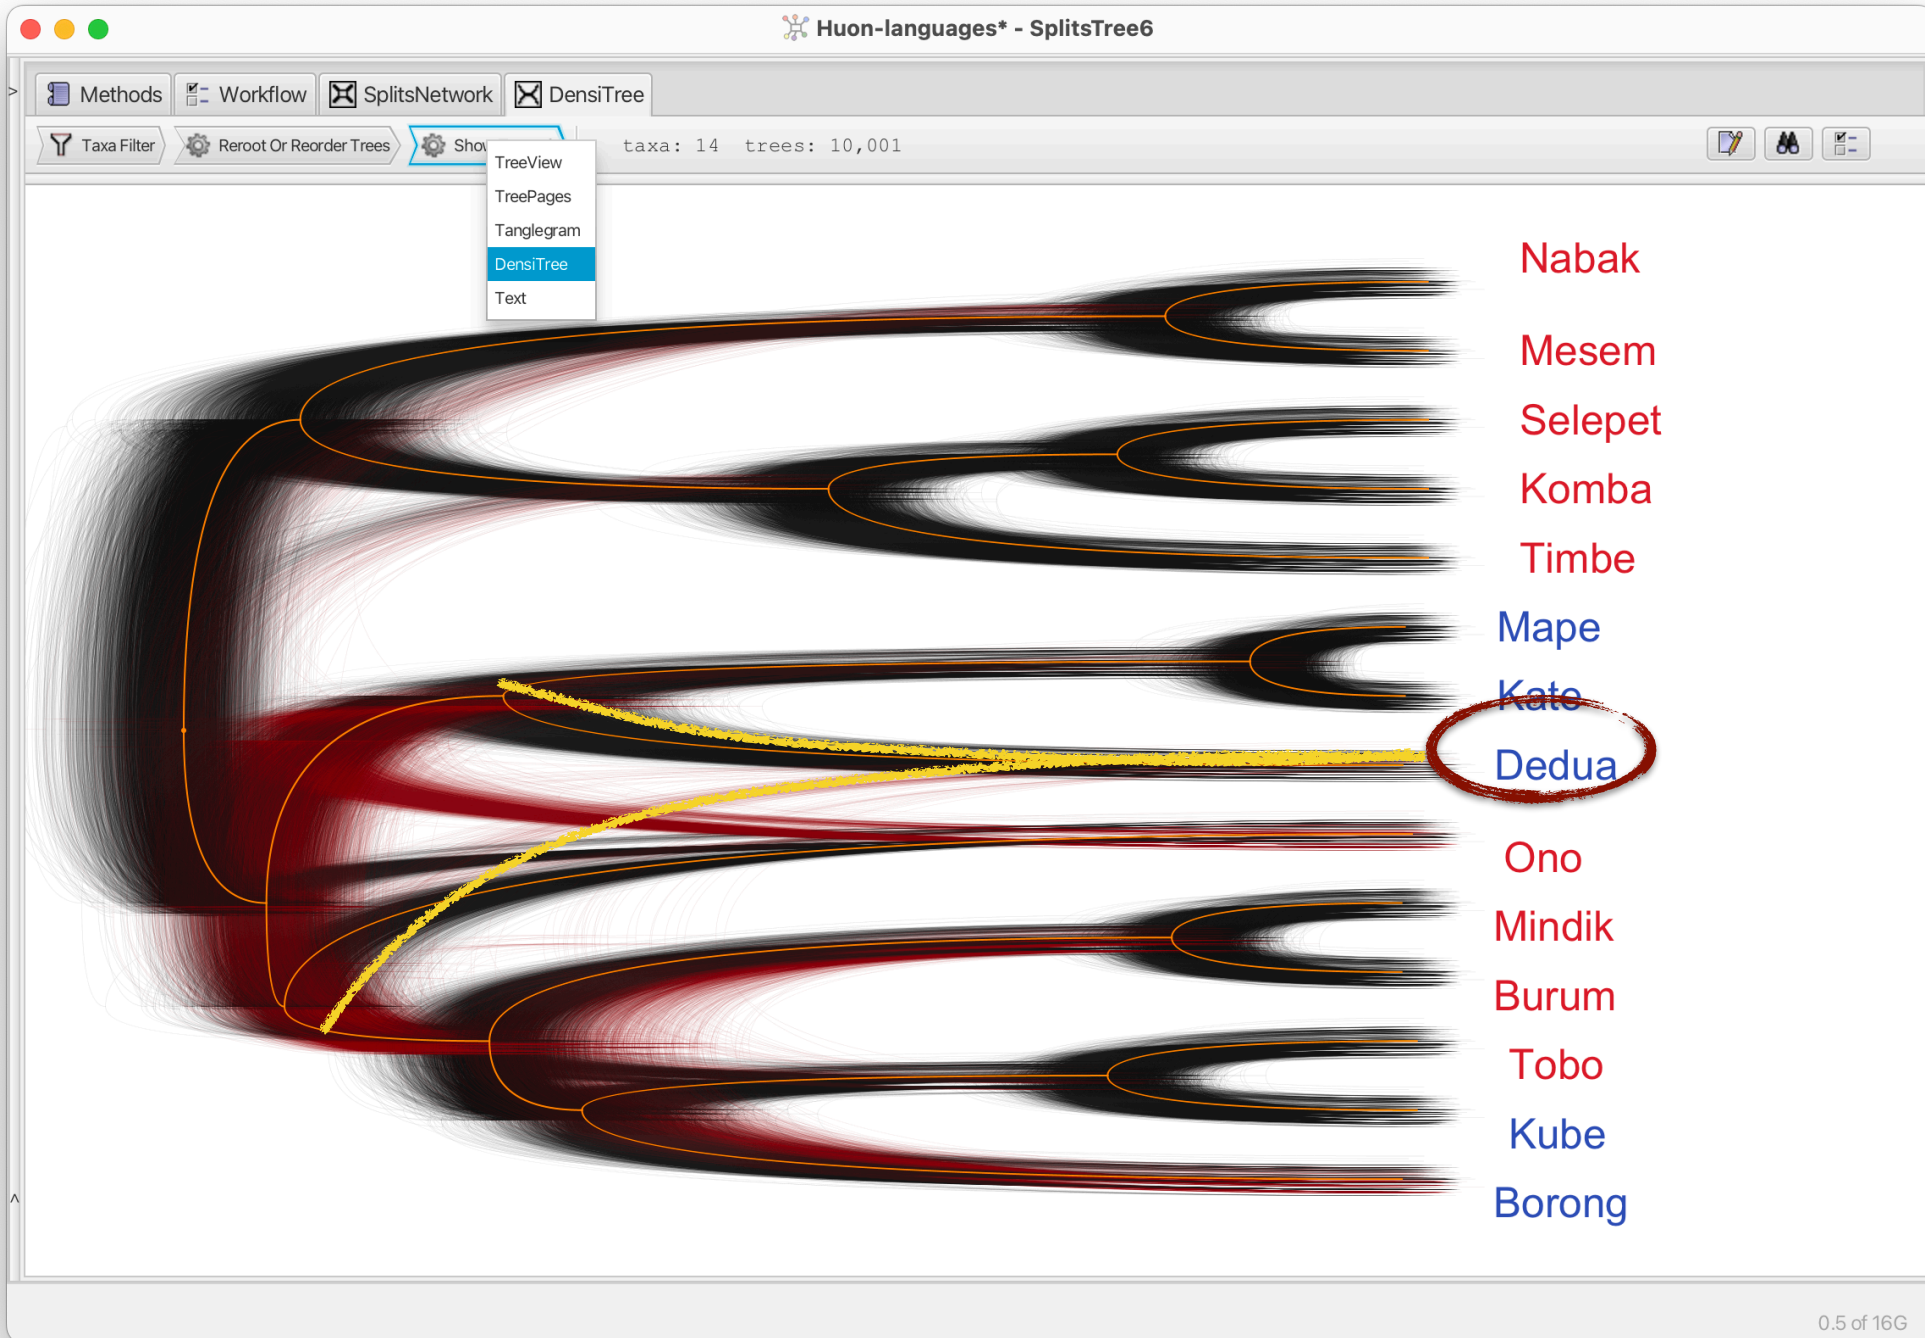 Huon-languages* - SplitsTree6
>
Methods
Workflow
SplitsNetwork
DensiTree
Taxa Filter
Reroot Or Reorder Trees
Show
taxa: 14 trees: 10,001
TreeView
TreePages
Tanglegram
DensiTree
Text
Nabak
Mesem
Selepet
Komba
Timbe
Mape
Kate
Dedua
Ono
Mindik
Burum
Tobo
Kube
Borong
0.5 of 16G